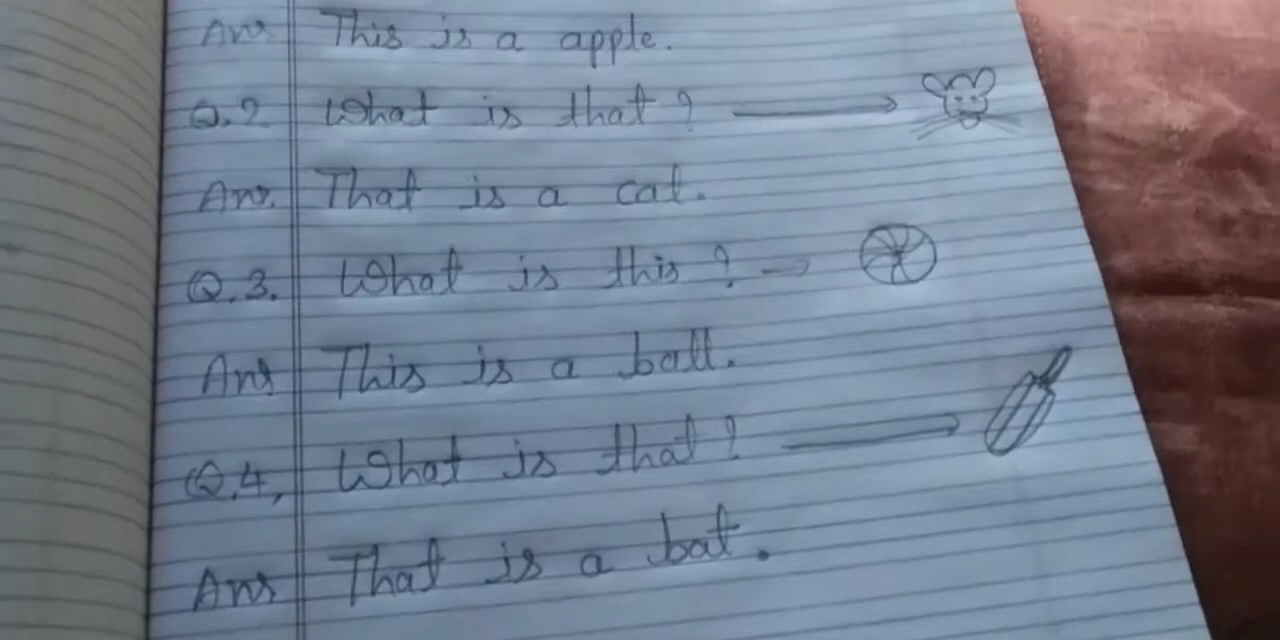 Ans This is a apple.
Q.2 What is that?
Ans. That is a cat.
Q.3. What is this?
Ans This is a ball.
Q.4, What is that?
Ans That is a bat.